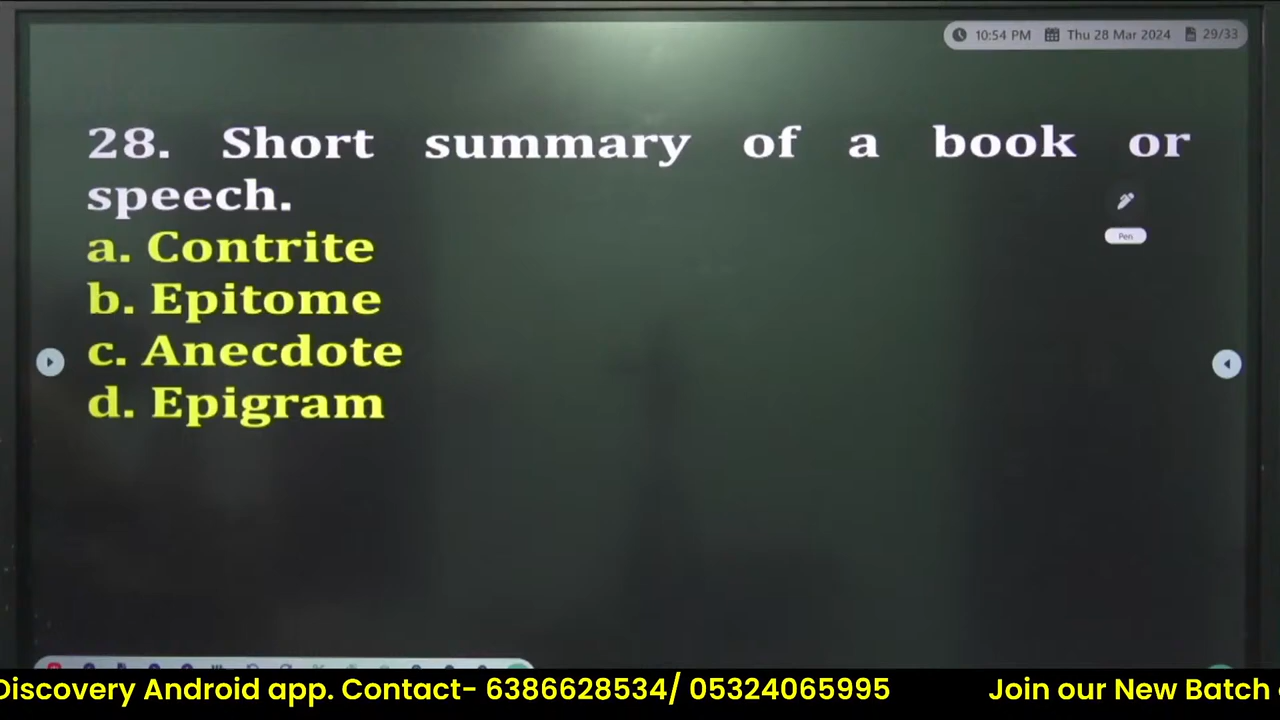 10:54 PM Thu 28 Mar 2024 29/33
28. Short summary of a book or
speech.
Pen
a. Contrite
b. Epitome
c. Anecdote
d. Epigram
Discovery Android app. Contact- 6386628534/ 05324065995 Join our New Batch